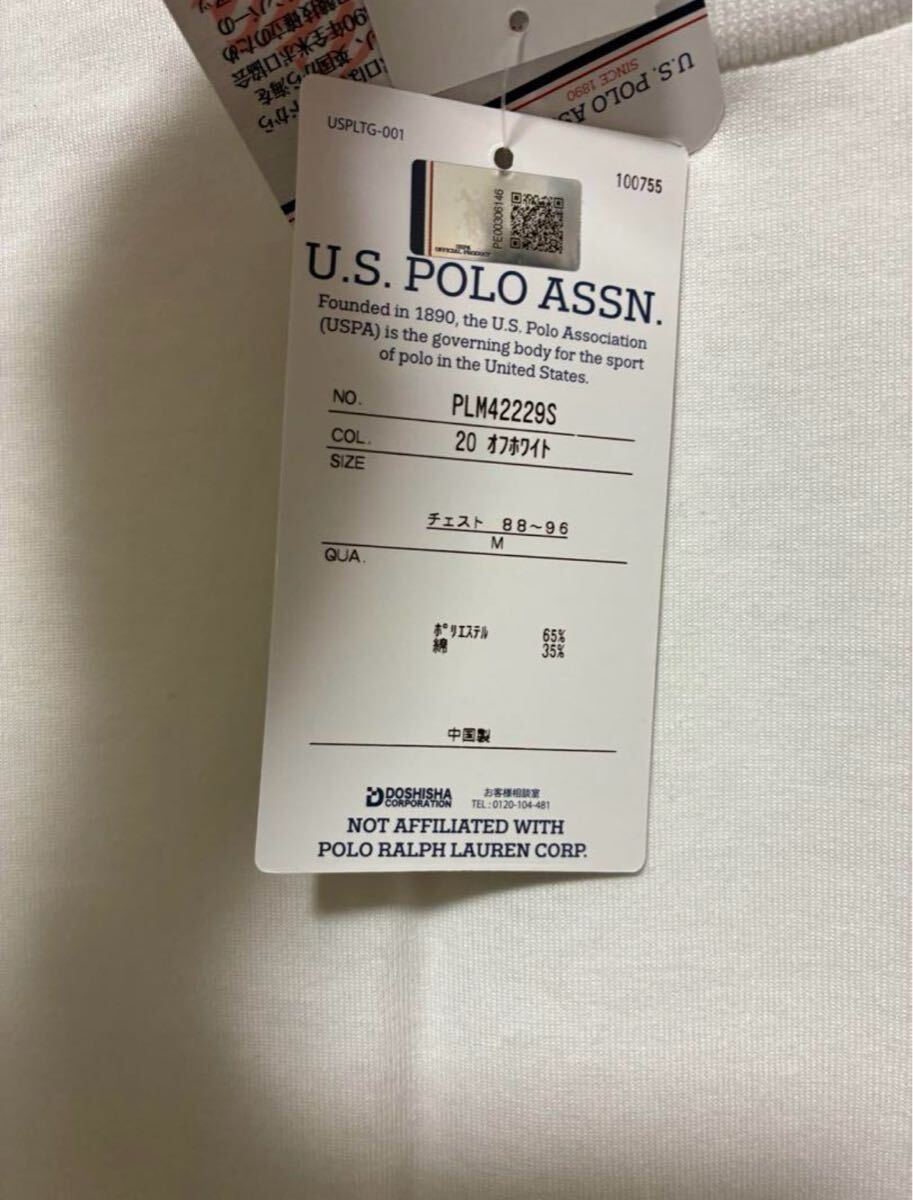 U.S. POLO ASS
SINCE 1890
USPLTG-001
100755
PE00306146
USPA
OFFICIAL PRODUCT
U.S. POLO ASSN.
Founded in 1890, the U.S. Polo Association
(USPA) is the governing body for the sport
of polo in the United States.
NO. PLM42229S
COL. 20 ｵﾌﾎﾜｲﾄ
SIZE
チェスト 88〜96
M
QUA.
ﾎﾟﾘｴｽﾃﾙ 65%
綿 35%
中国製
DOSHISHA
CORPORATION
お客様相談室
TEL : 0120-104-481
NOT AFFILIATED WITH
POLO RALPH LAUREN CORP.